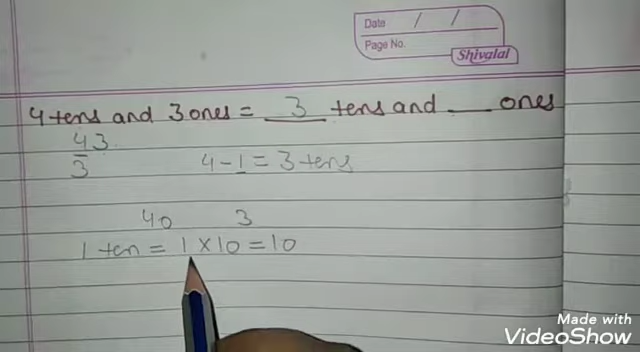 Date / /
Page No.
Shivalal
4 tens and 3 ones = 3 tens and ___ ones
43
3
4-1 = 3 tens
40 3
1 ten = 1 × 10 = 10
Made with
VideoShow